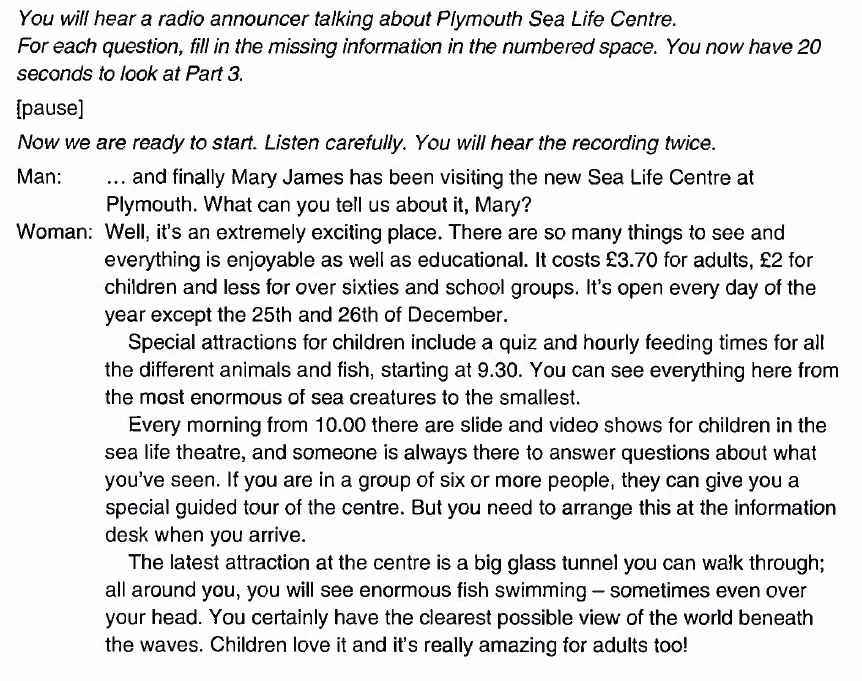 You will hear a radio announcer talking about Plymouth Sea Life Centre.
For each question, fill in the missing information in the numbered space. You now have 20
seconds to look at Part 3.
[pause]
Now we are ready to start. Listen carefully. You will hear the recording twice.
Man: ... and finally Mary James has been visiting the new Sea Life Centre at
Plymouth. What can you tell us about it, Mary?
Woman: Well, it's an extremely exciting place. There are so many things to see and
everything is enjoyable as well as educational. It costs £3.70 for adults, £2 for
children and less for over sixties and school groups. It's open every day of the
year except the 25th and 26th of December.
Special attractions for children include a quiz and hourly feeding times for all
the different animals and fish, starting at 9.30. You can see everything here from
the most enormous of sea creatures to the smallest.
Every morning from 10.00 there are slide and video shows for children in the
sea life theatre, and someone is always there to answer questions about what
you've seen. If you are in a group of six or more people, they can give you a
special guided tour of the centre. But you need to arrange this at the information
desk when you arrive.
The latest attraction at the centre is a big glass tunnel you can walk through;
all around you, you will see enormous fish swimming – sometimes even over
your head. You certainly have the clearest possible view of the world beneath
the waves. Children love it and it's really amazing for adults too!